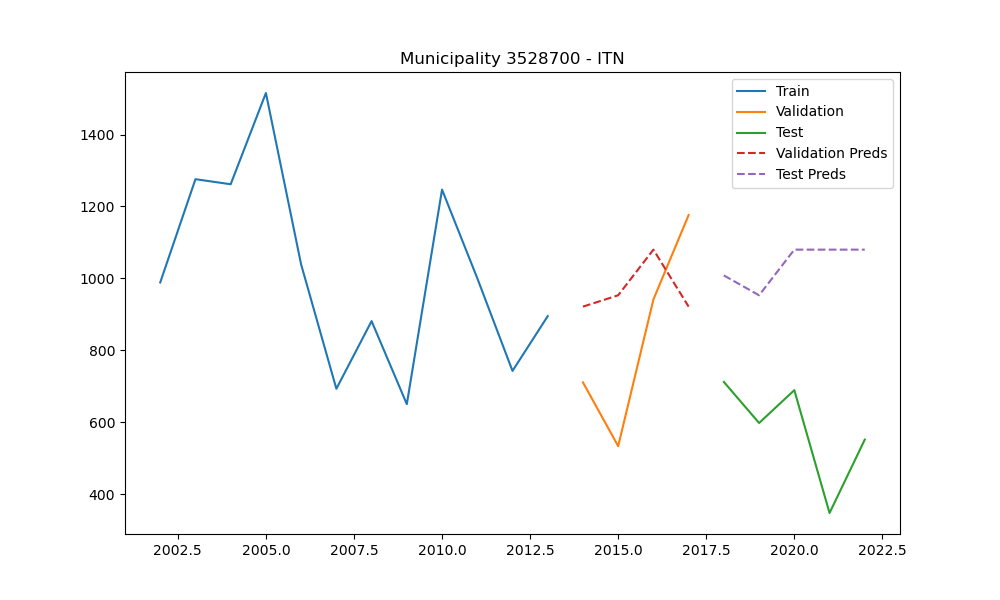 Municipality 3528700 - ITN
Train
Validation
Test
Validation Preds
Test Preds
1400
1200
1000
800
600
400
2002.5 2005.0 2007.5 2010.0 2012.5 2015.0 2017.5 2020.0 2022.5